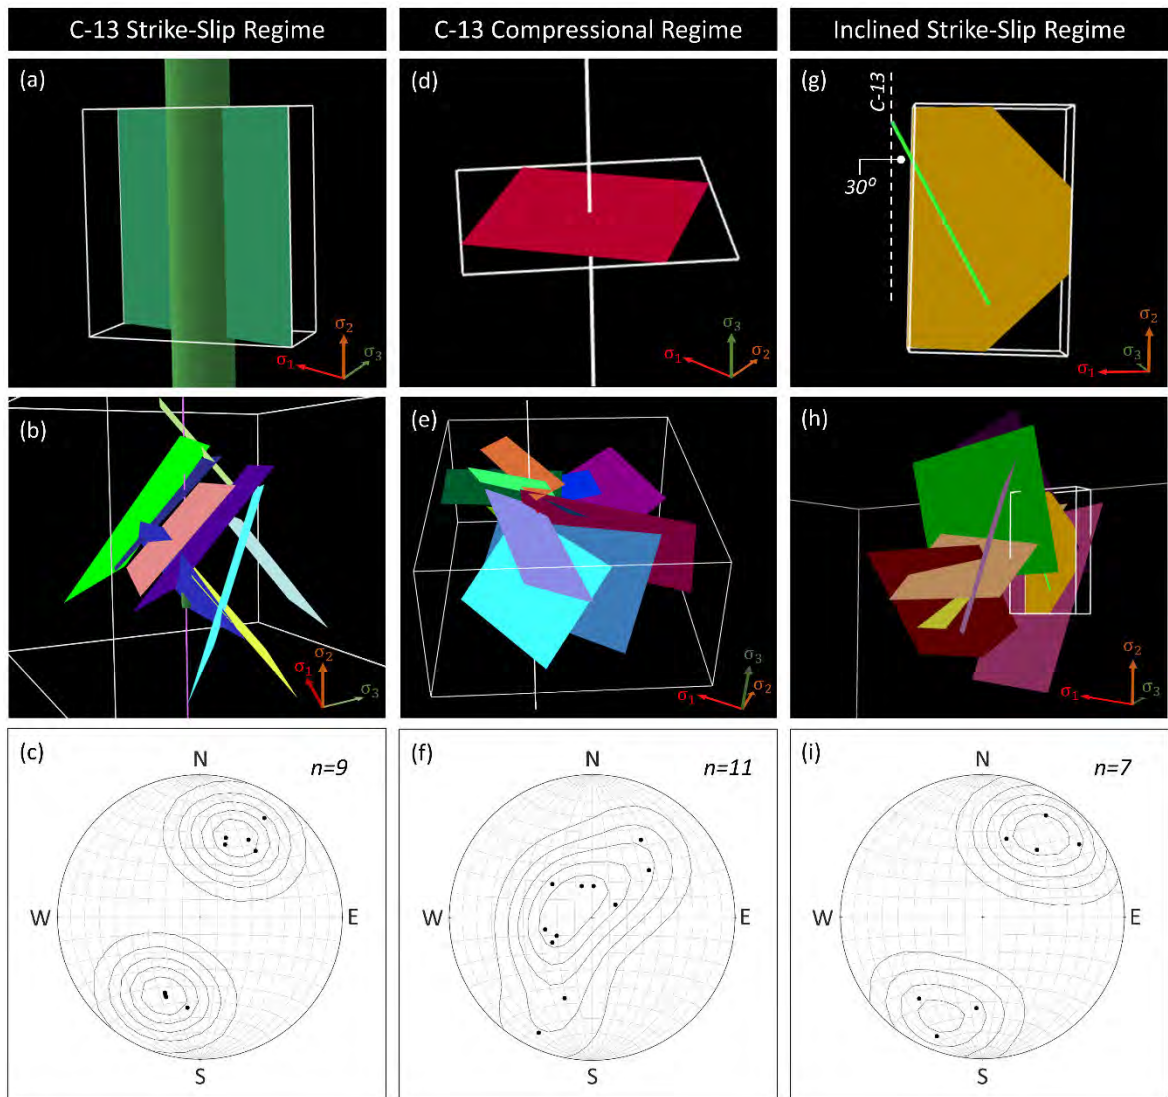 C-13 Strike-Slip Regime
C-13 Compressional Regime
Inclined Strike-Slip Regime
(a)
σ2
σ1
σ3
(d)
σ3
σ1
σ2
(g)
C-13
30º
σ2
σ3
σ1
(b)
σ1
σ2
σ3
(e)
σ3
σ1
σ2
(h)
σ2
σ1
σ3
(c)
N
n=9
W
E
S
(f)
N
n=11
W
E
S
(i)
N
n=7
W
E
S